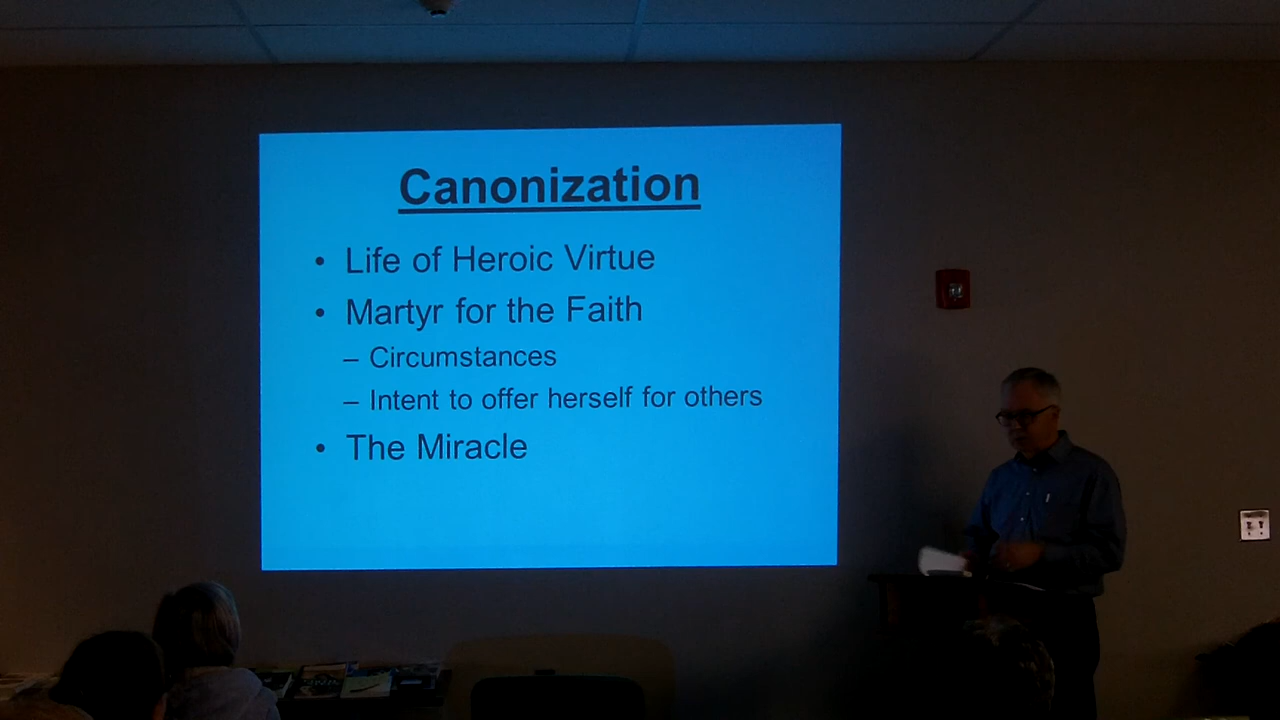 Canonization
• Life of Heroic Virtue
• Martyr for the Faith
– Circumstances
– Intent to offer herself for others
• The Miracle